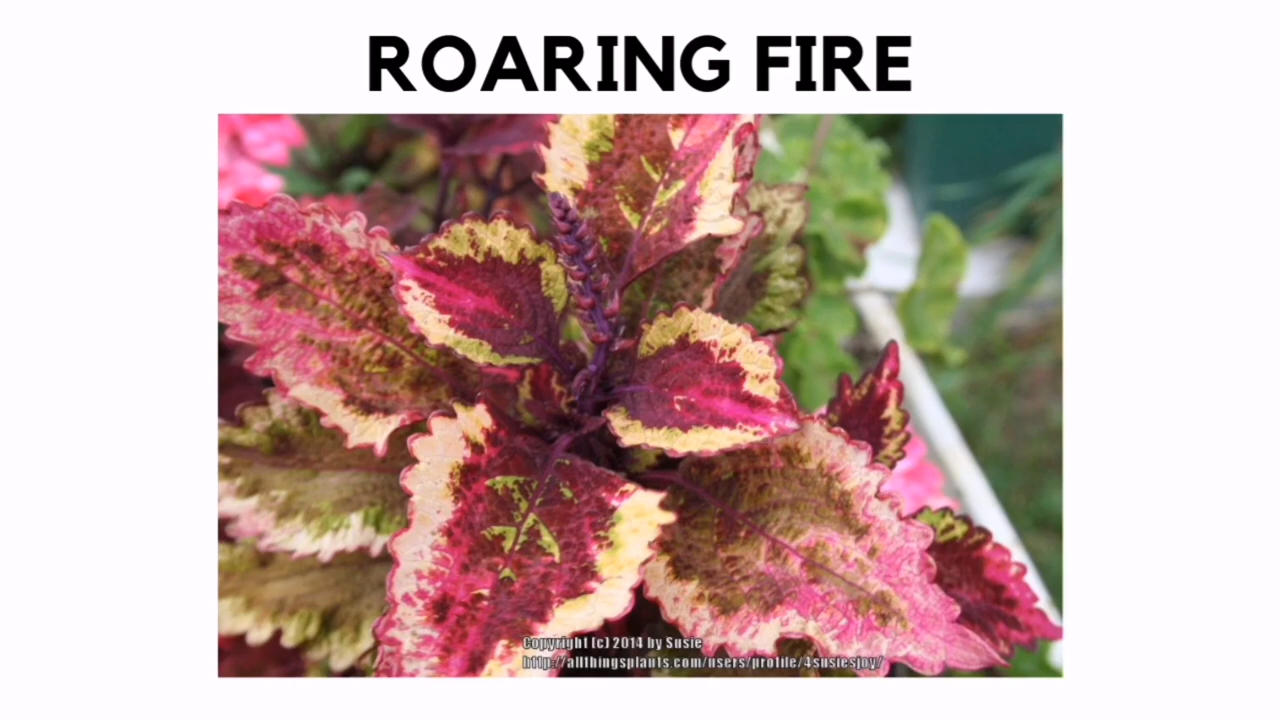 ROARING FIRE
Copyright (c) 2014 by Susie
http://allthingsplants.com/users/profile/4susiesjoy/